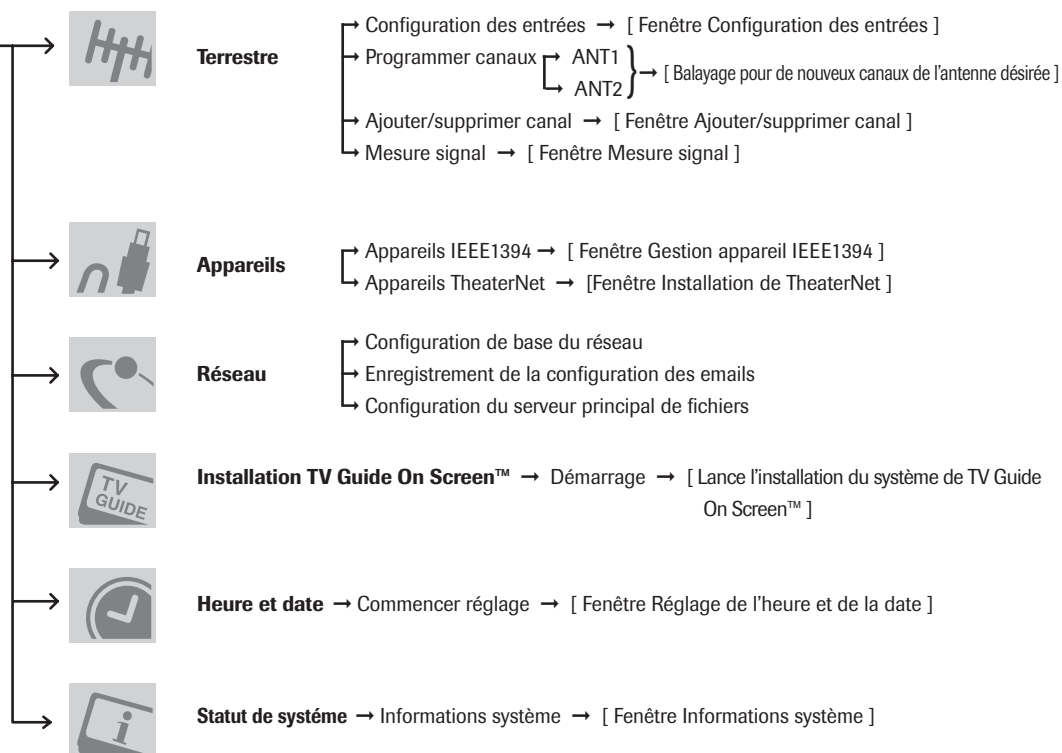 Configuration des entrées → [ Fenêtre Configuration des entrées ]
Terrestre
Programmer canaux → ANT1
→ ANT2
→ [ Balayage pour de nouveux canaux de l'antenne désirée ]
Ajouter/supprimer canal → [ Fenêtre Ajouter/supprimer canal ]
Mesure signal → [ Fenêtre Mesure signal ]
Appareils
Appareils IEEE1394 → [ Fenêtre Gestion appareil IEEE1394 ]
Appareils TheaterNet → [Fenêtre Installation de TheaterNet ]
Réseau
Configuration de base du réseau
Enregistrement de la configuration des emails
Configuration du serveur principal de fichiers
TV
GUIDE
Installation TV Guide On Screen™ → Démarrage → [ Lance l'installation du système de TV Guide
On Screen™ ]
Heure et date → Commencer réglage → [ Fenêtre Réglage de l'heure et de la date ]
i
Statut de systéme → Informations système → [ Fenêtre Informations système ]